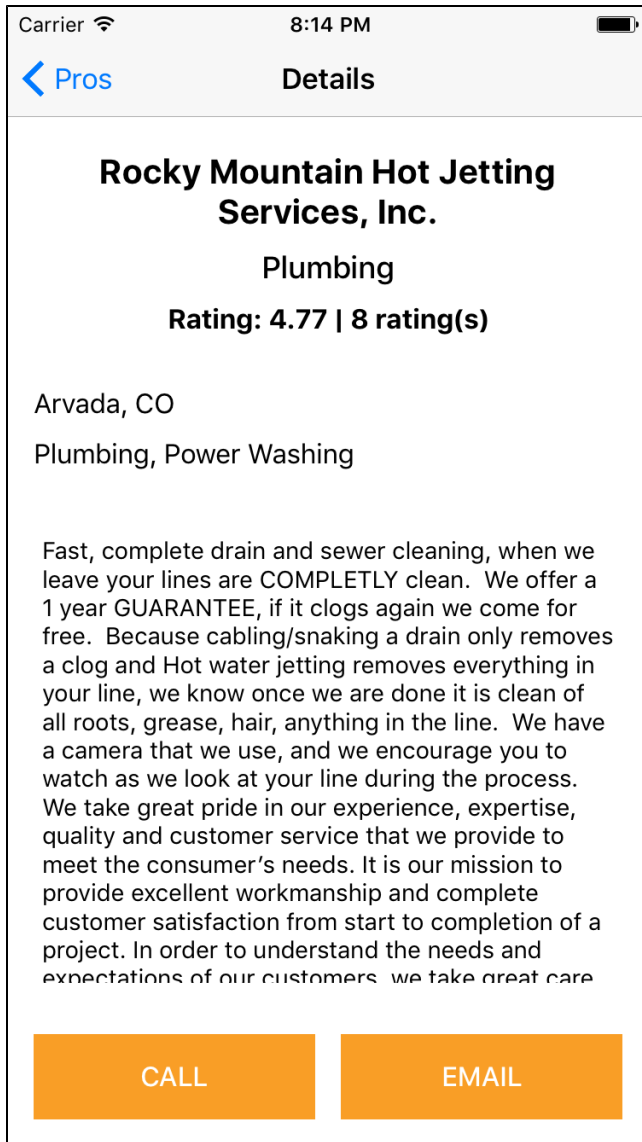 Carrier 8:14 PM
Pros Details
Rocky Mountain Hot Jetting
Services, Inc.
Plumbing
Rating: 4.77 | 8 rating(s)
Arvada, CO
Plumbing, Power Washing
Fast, complete drain and sewer cleaning, when we
leave your lines are COMPLETLY clean.  We offer a
1 year GUARANTEE, if it clogs again we come for
free.  Because cabling/snaking a drain only removes
a clog and Hot water jetting removes everything in
your line, we know once we are done it is clean of
all roots, grease, hair, anything in the line.  We have
a camera that we use, and we encourage you to
watch as we look at your line during the process.
We take great pride in our experience, expertise,
quality and customer service that we provide to
meet the consumer’s needs. It is our mission to
provide excellent workmanship and complete
customer satisfaction from start to completion of a
project. In order to understand the needs and
expectations of our customers, we take great care
CALL EMAIL